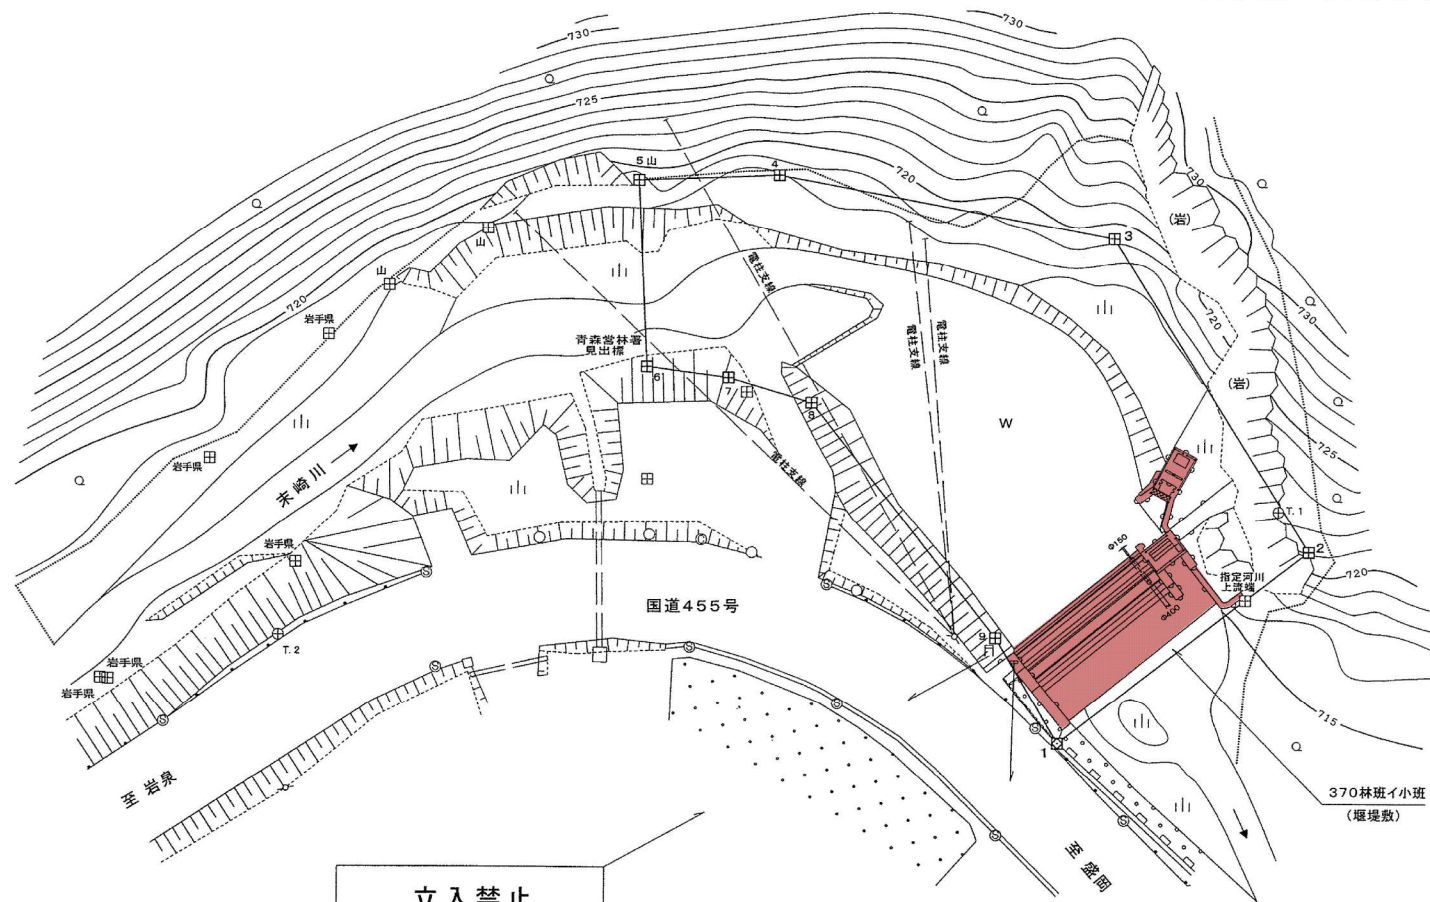 730
730
725
5山
4
720
730
(岩)
山
3
山
電柱支線
720
電柱支線
電柱支線
岩手県
青森営林署
見出標
6
7
8
720
730
(岩)
W
725
岩手県
末崎川
電柱支線
T.1
2
Φ150
岩手県
720
指定河川
上流端
国道455号
Φ400
T.2
9
岩手県
岩手県
715
1
至 岩泉
370林班イ小班
(堰堤敷)
至 盛岡
立入禁止